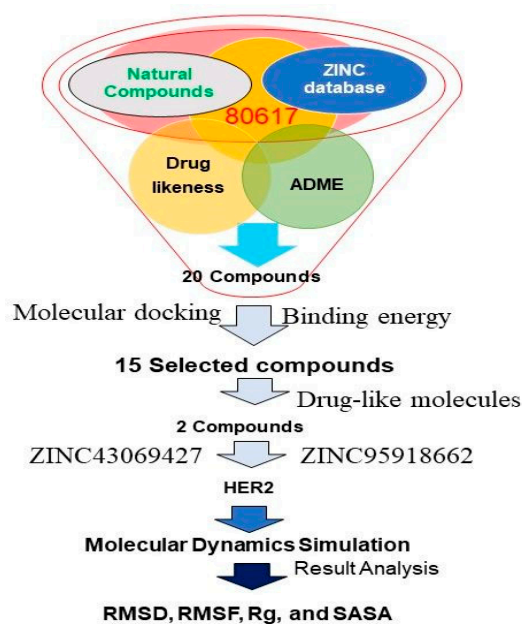 Natural
Compounds
ZINC
database
80617
Drug
likeness
ADME
20 Compounds
Molecular docking
Binding energy
15 Selected compounds
Drug-like molecules
2 Compounds
ZINC43069427
ZINC95918662
HER2
Molecular Dynamics Simulation
Result Analysis
RMSD, RMSF, Rg, and SASA